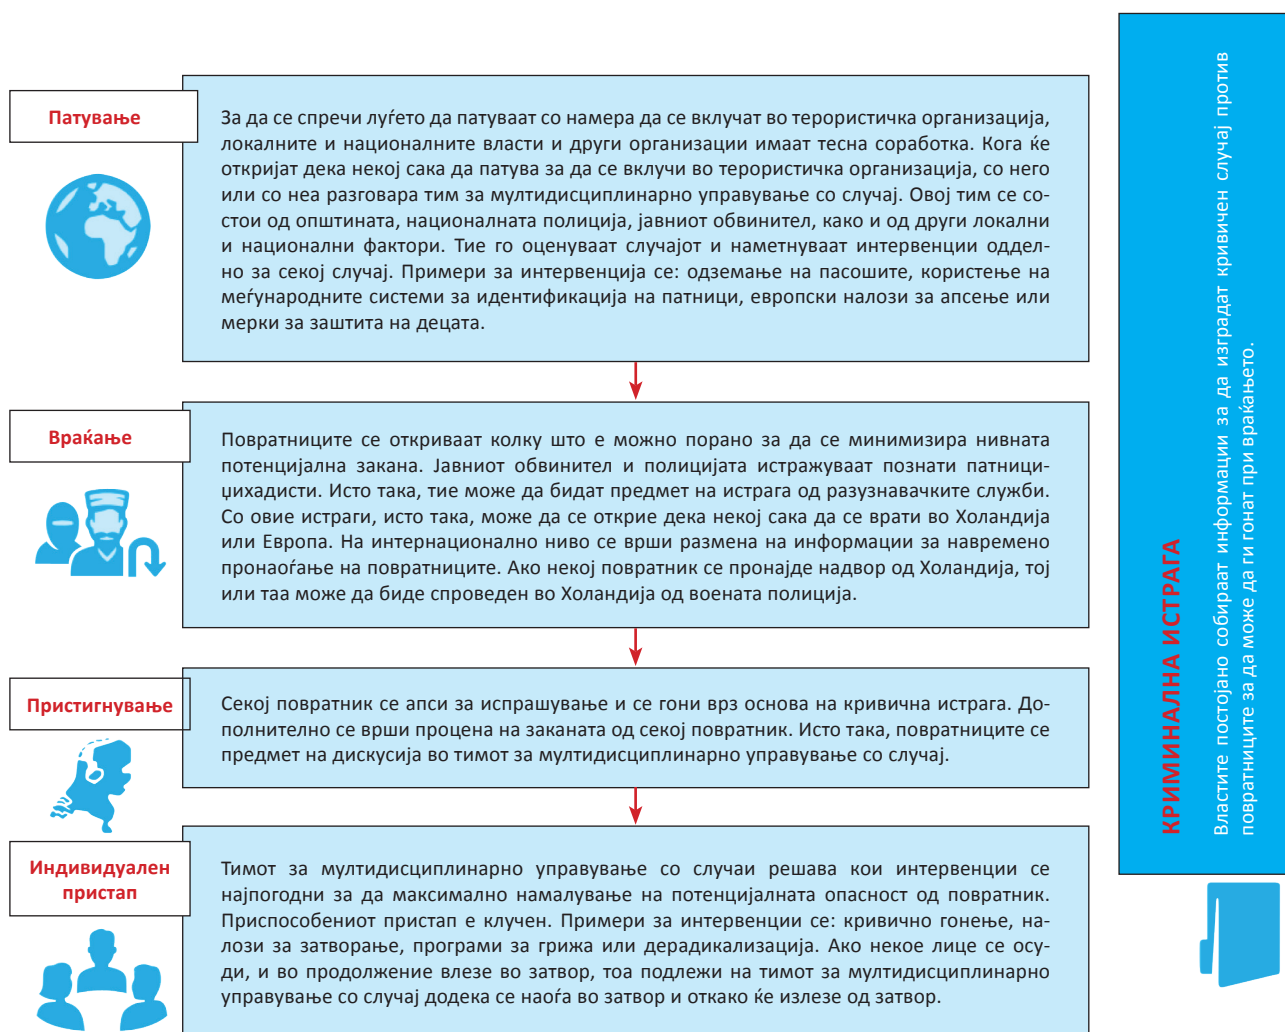 Патување
За да се спречи луѓето да патуваат со намера да се вклучат во терористичка организација,
локалните и националните власти и други организации имаат тесна соработка. Кога ќе
откријат дека некој сака да патува за да се вклучи во терористичка организација, со него
или со неа разговара тим за мултидисциплинарно управување со случај. Овој тим се со-
стои од општината, националната полиција, јавниот обвинител, како и од други локални
и национални фактори. Тие го оценуваат случајот и наметнуваат интервенции оддел-
но за секој случај. Примери за интервенција се: одземање на пасошите, користење на
меѓународните системи за идентификација на патници, европски налози за апсење или
мерки за заштита на децата.
Враќање
Повратниците се откриваат колку што е можно порано за да се минимизира нивната
потенцијална закана. Јавниот обвинител и полицијата истражуваат познати патници-
џихадисти. Исто така, тие може да бидат предмет на истрага од разузнавачките служби.
Со овие истраги, исто така, може да се открие дека некој сака да се врати во Холандија
или Европа. На интернационално ниво се врши размена на информации за навремено
пронаоѓање на повратниците. Ако некој повратник се пронајде надвор од Холандија, тој
или таа може да биде спроведен во Холандија од воената полиција.
Пристигнување
Секој повратник се апси за испрашување и се гони врз основа на кривична истрага. До-
полнително се врши процена на заканата од секој повратник. Исто така, повратниците се
предмет на дискусија во тимот за мултидисциплинарно управување со случај.
Индивидуален
пристап
Тимот за мултидисциплинарно управување со случаи решава кои интервенции се
најпогодни за да максимално намалување на потенцијалната опасност од повратник.
Приспособениот пристап е клучен. Примери за интервенции се: кривично гонење, на-
лози за затворање, програми за грижа или дерадикализација. Ако некое лице се осу-
ди, и во продолжение влезе во затвор, тоа подлежи на тимот за мултидисциплинарно
управување со случај додека се наоѓа во затвор и откако ќе излезе од затвор.
КРИМИНАЛНА ИСТРАГА
Властите постојано собираат информации за да изградат кривичен случај против
повратниците за да може да ги гонат при враќањето.